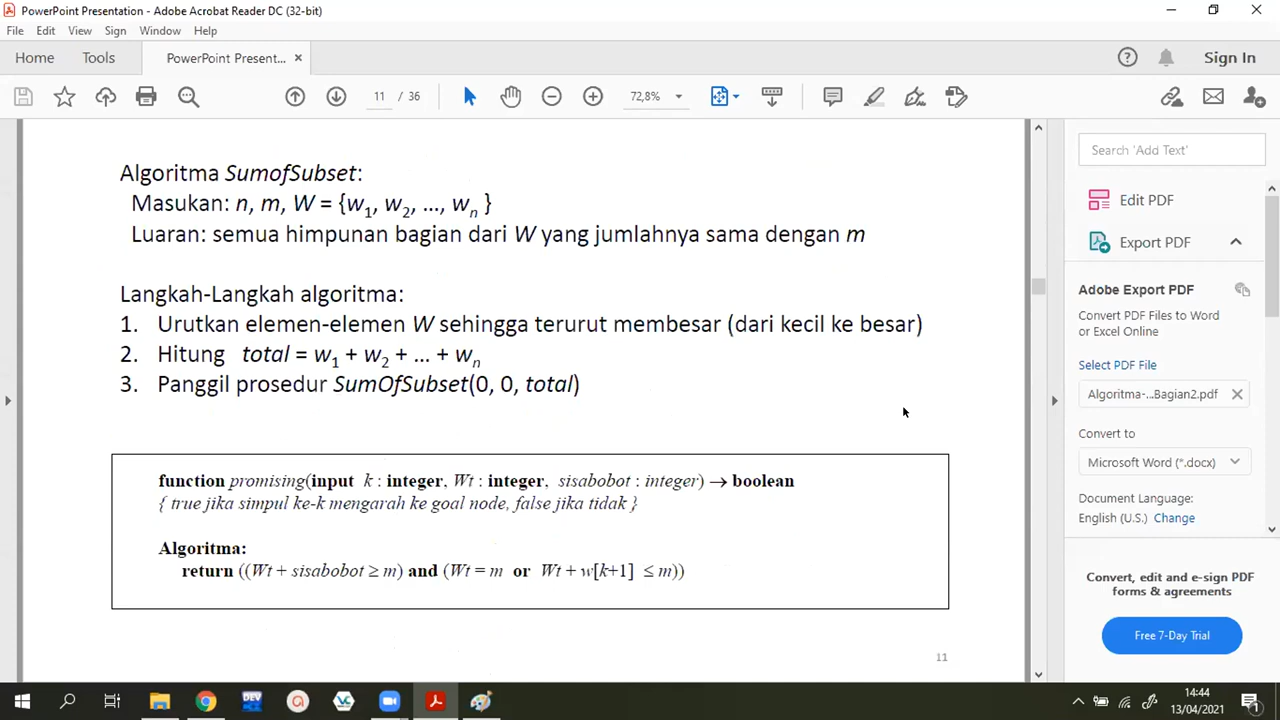 PowerPoint Presentation - Adobe Acrobat Reader DC (32-bit)
File Edit View Sign Window Help
Home Tools PowerPoint Present... × Sign In
11 / 36 72,8%
Algoritma SumofSubset:
Masukan: n, m, W = {w1, w2, ..., wn }
Luaran: semua himpunan bagian dari W yang jumlahnya sama dengan m
Langkah-Langkah algoritma:
1. Urutkan elemen-elemen W sehingga terurut membesar (dari kecil ke besar)
2. Hitung total = w1 + w2 + ... + wn
3. Panggil prosedur SumOfSubset(0, 0, total)
function promising(input k : integer, Wt : integer, sisabobot : integer) → boolean
{ true jika simpul ke-k mengarah ke goal node, false jika tidak }
Algoritma:
return ((Wt + sisabobot ≥ m) and (Wt = m or Wt + w[k+1] ≤ m))
11
Search 'Add Text'
Edit PDF
Export PDF
Adobe Export PDF
Convert PDF Files to Word
or Excel Online
Select PDF File
Algoritma-...Bagian2.pdf
Convert to
Microsoft Word (*.docx)
Document Language:
English (U.S.) Change
Convert, edit and e-sign PDF
forms & agreements
Free 7-Day Trial
DEV
14:44
13/04/2021
1